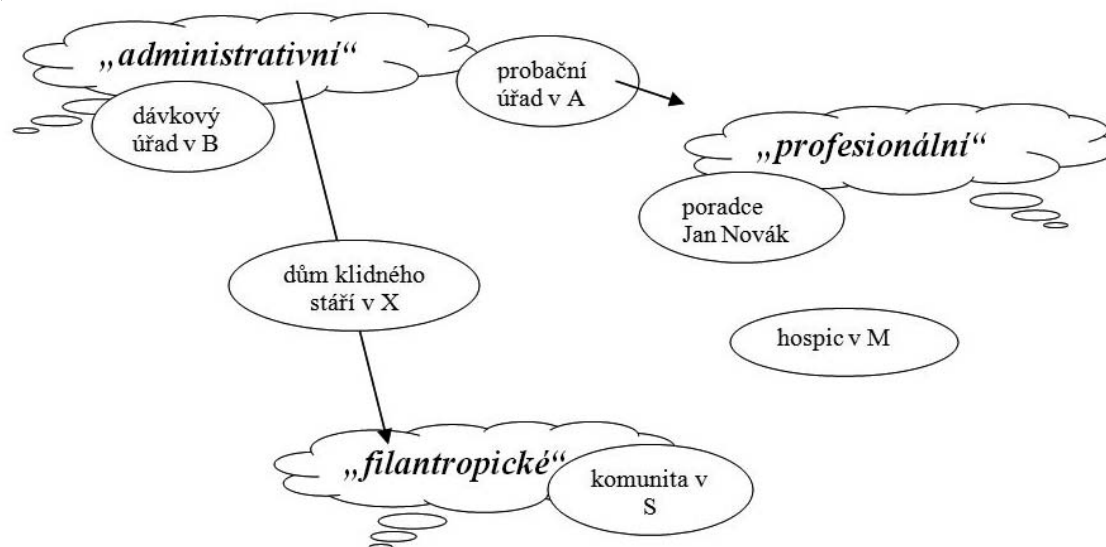 „administrativní“
probační
úřad v A
dávkový
úřad v B
„profesionální“
poradce
Jan Novák
dům klidného
stáří v X
hospic v M
„filantropické“
komunita v
S